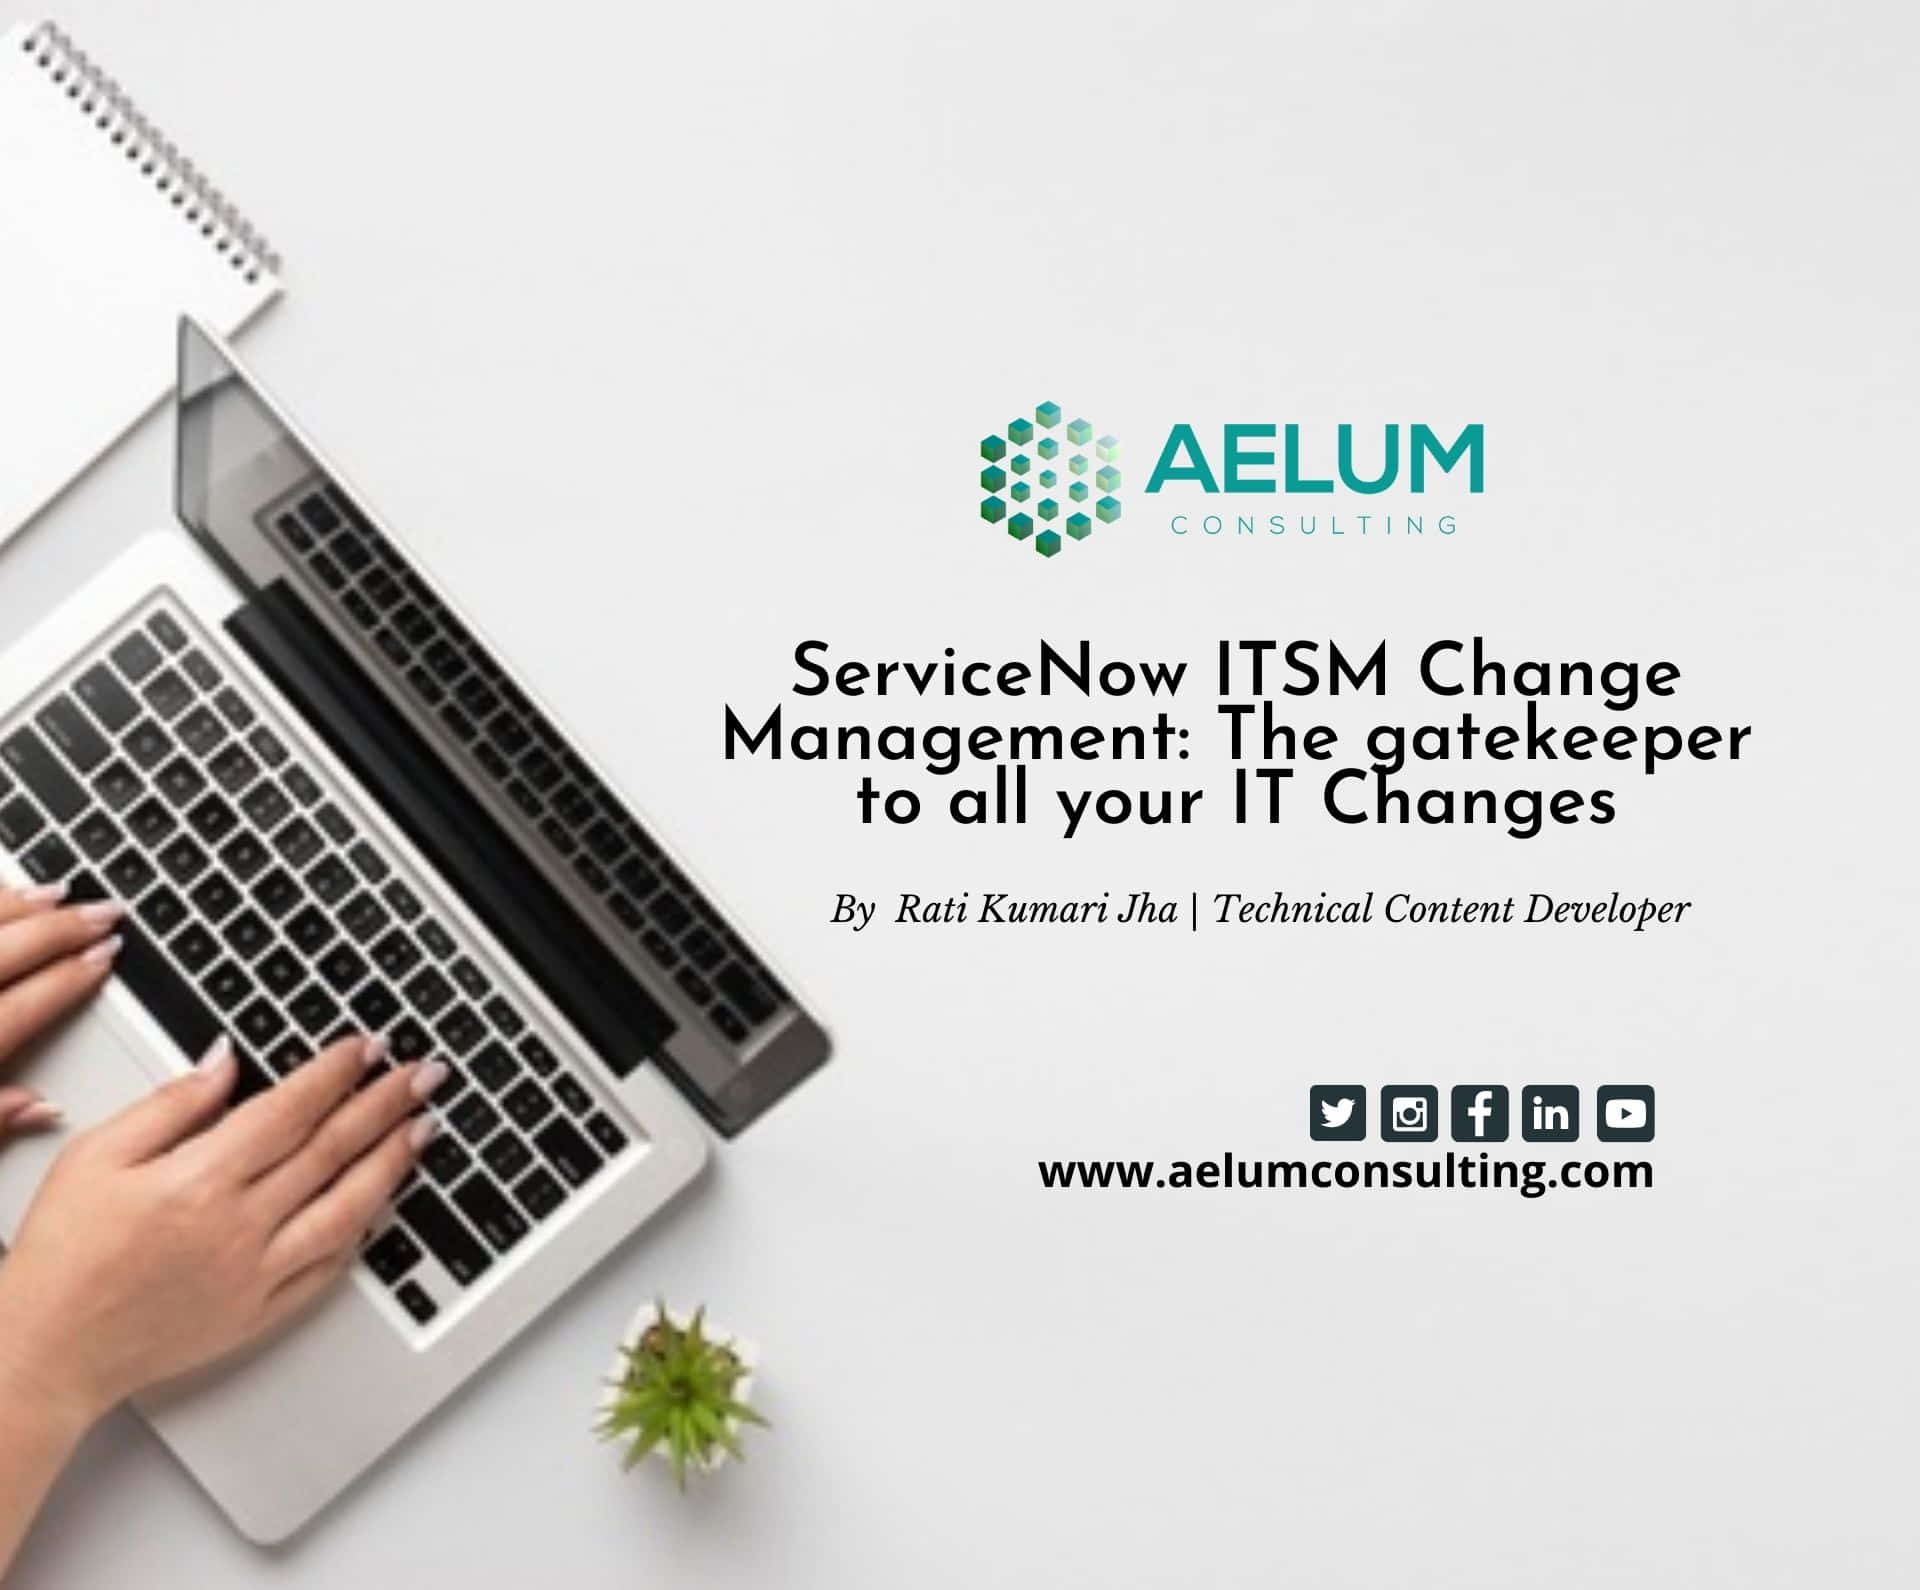 AELUM
CONSULTING
ServiceNow ITSM Change
Management: The gatekeeper
to all your IT Changes
By Rati Kumari Jha | Technical Content Developer
www.aelumconsulting.com